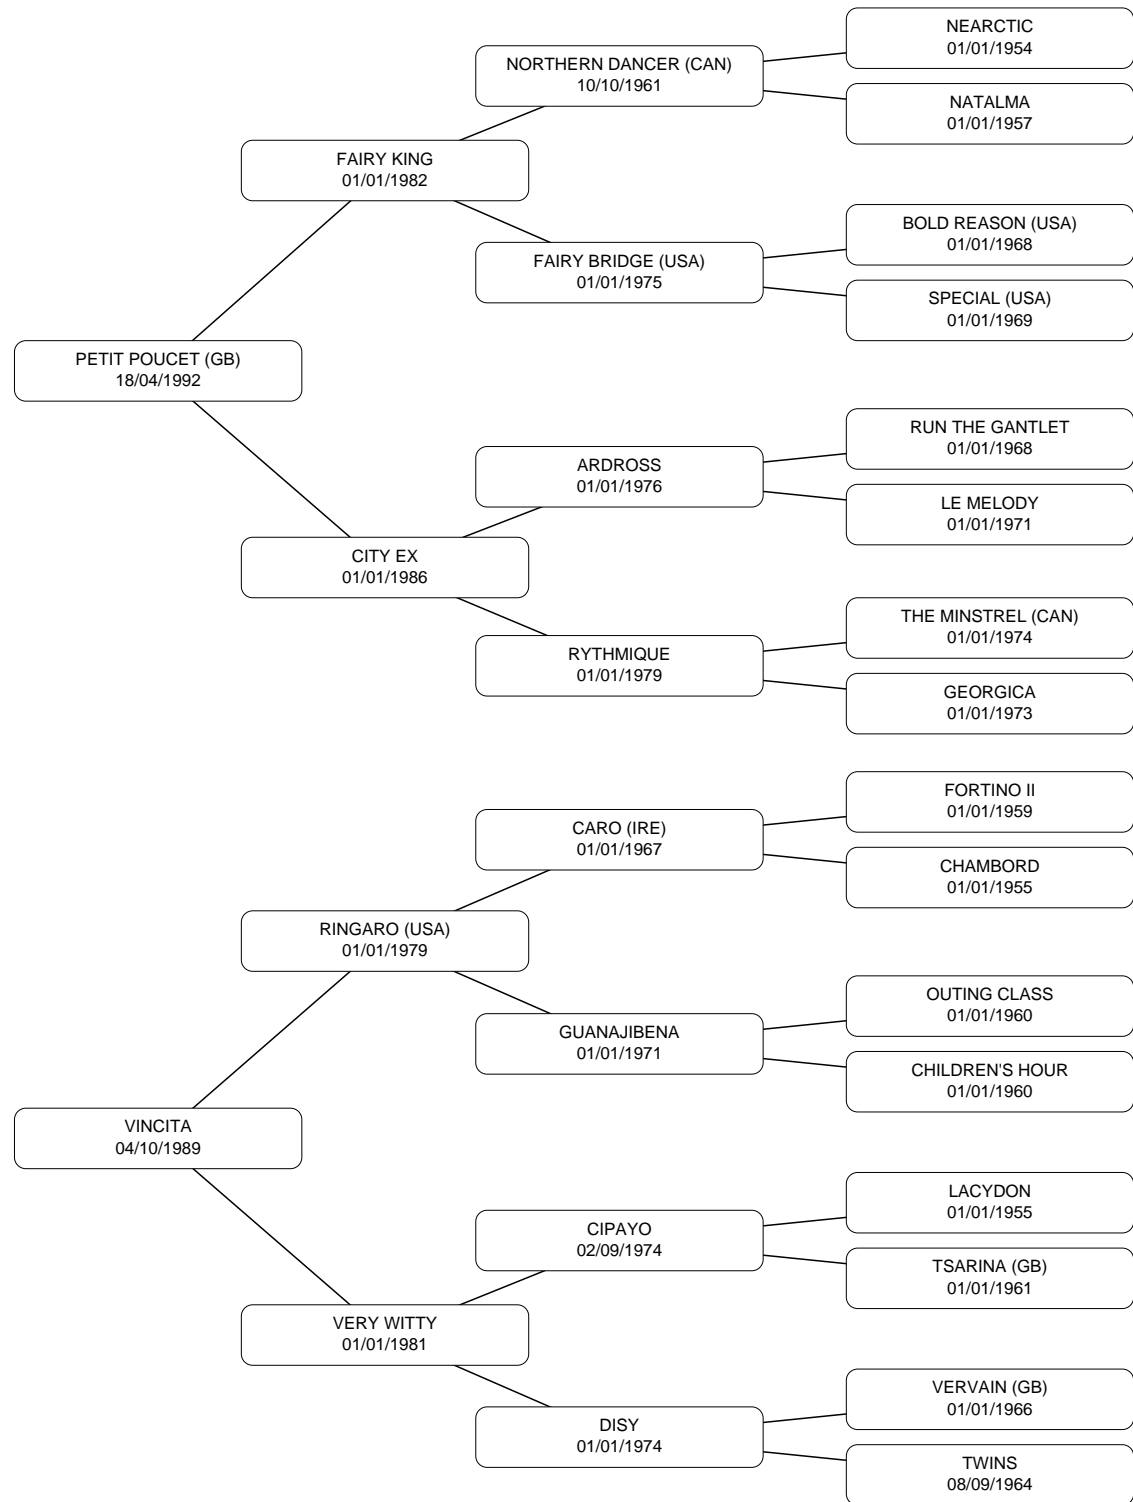 NEARCTIC
01/01/1954
NORTHERN DANCER (CAN)
10/10/1961
NATALMA
01/01/1957
FAIRY KING
01/01/1982
BOLD REASON (USA)
01/01/1968
FAIRY BRIDGE (USA)
01/01/1975
SPECIAL (USA)
01/01/1969
PETIT POUCET (GB)
18/04/1992
RUN THE GANTLET
01/01/1968
ARDROSS
01/01/1976
LE MELODY
01/01/1971
CITY EX
01/01/1986
THE MINSTREL (CAN)
01/01/1974
RYTHMIQUE
01/01/1979
GEORGICA
01/01/1973
FORTINO II
01/01/1959
CARO (IRE)
01/01/1967
CHAMBORD
01/01/1955
RINGARO (USA)
01/01/1979
OUTING CLASS
01/01/1960
GUANAJIBENA
01/01/1971
CHILDREN'S HOUR
01/01/1960
VINCITA
04/10/1989
LACYDON
01/01/1955
CIPAYO
02/09/1974
TSARINA (GB)
01/01/1961
VERY WITTY
01/01/1981
VERVAIN (GB)
01/01/1966
DISY
01/01/1974
TWINS
08/09/1964